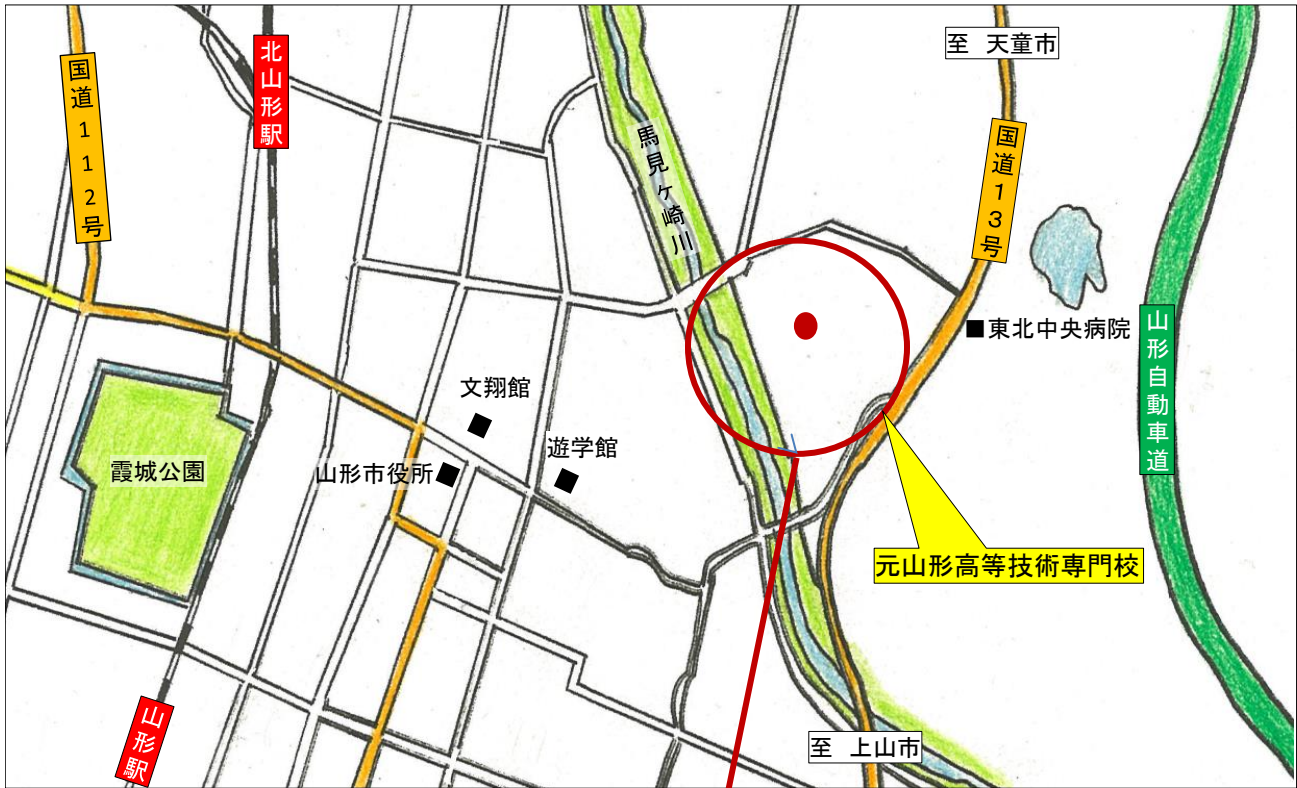 至 天童市
北山形駅
国道112号
国道13号
馬見ヶ崎川
東北中央病院
山形自動車道
文翔館
遊学館
山形市役所
霞城公園
元山形高等技術専門校
山形駅
至 上山市